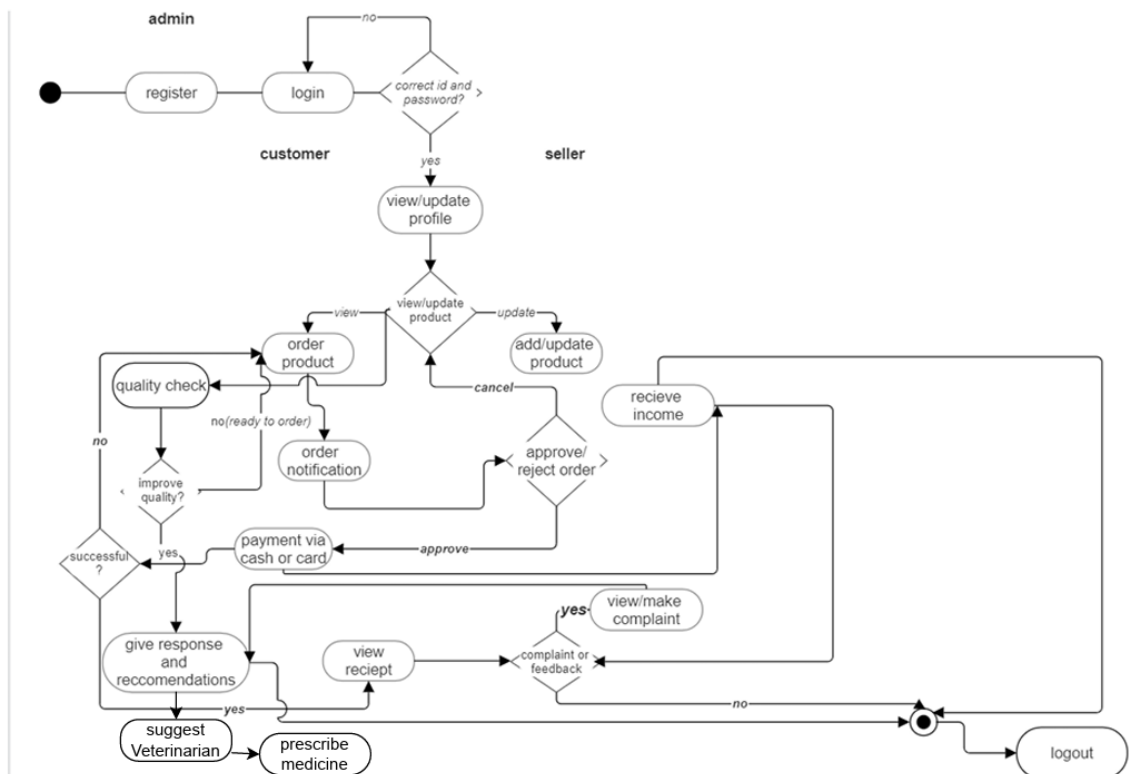 admin
no
register
login
correct id and
password?
customer
seller
yes
view/update
profile
view
view/update
product
update
order
product
add/update
product
quality check
cancel
recieve
income
no(ready to order)
no
order
notification
approve/
reject order
improve
quality?
successful
?
yes
payment via
cash or card
approve
yes
view/make
complaint
give response
and
reccomendations
view
reciept
complaint or
feedback
yes
no
suggest
Veterinarian
prescribe
medicine
logout